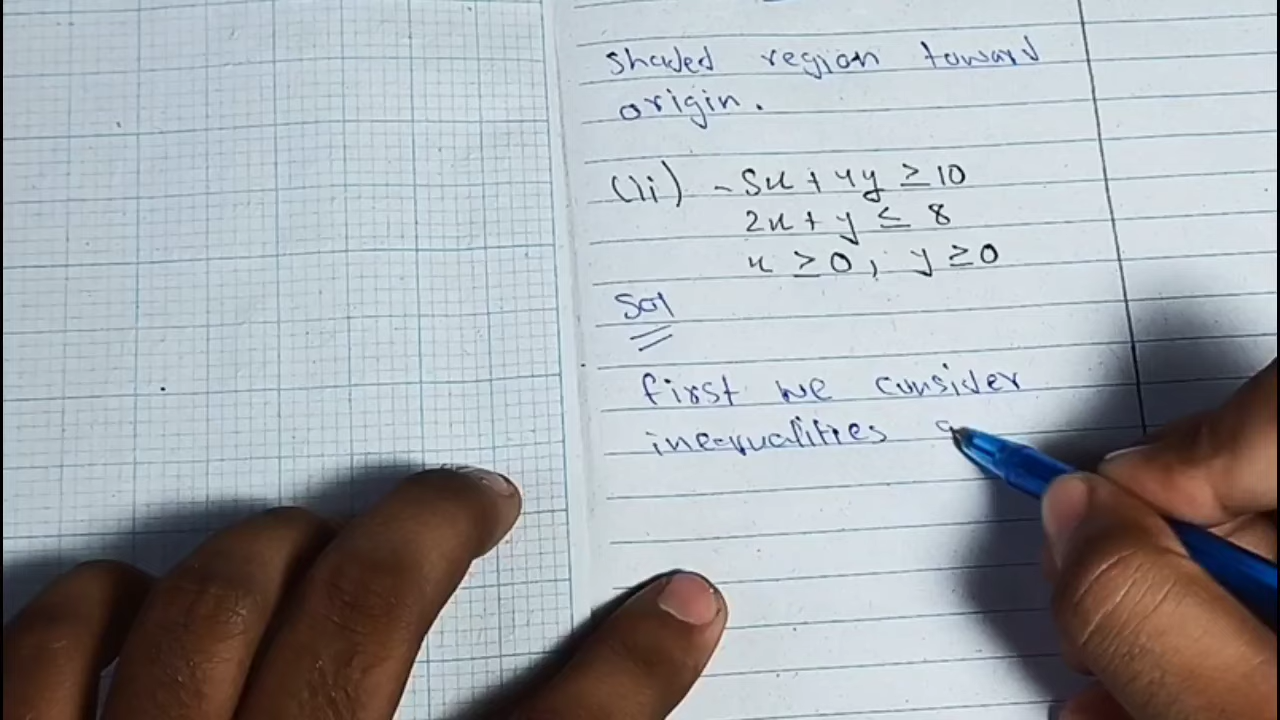 shaded region toward
origin.
(ii) -5x + 4y ≥ 10
2x + y ≤ 8
x ≥ 0, y ≥ 0
Sol
first we consider
inequalities